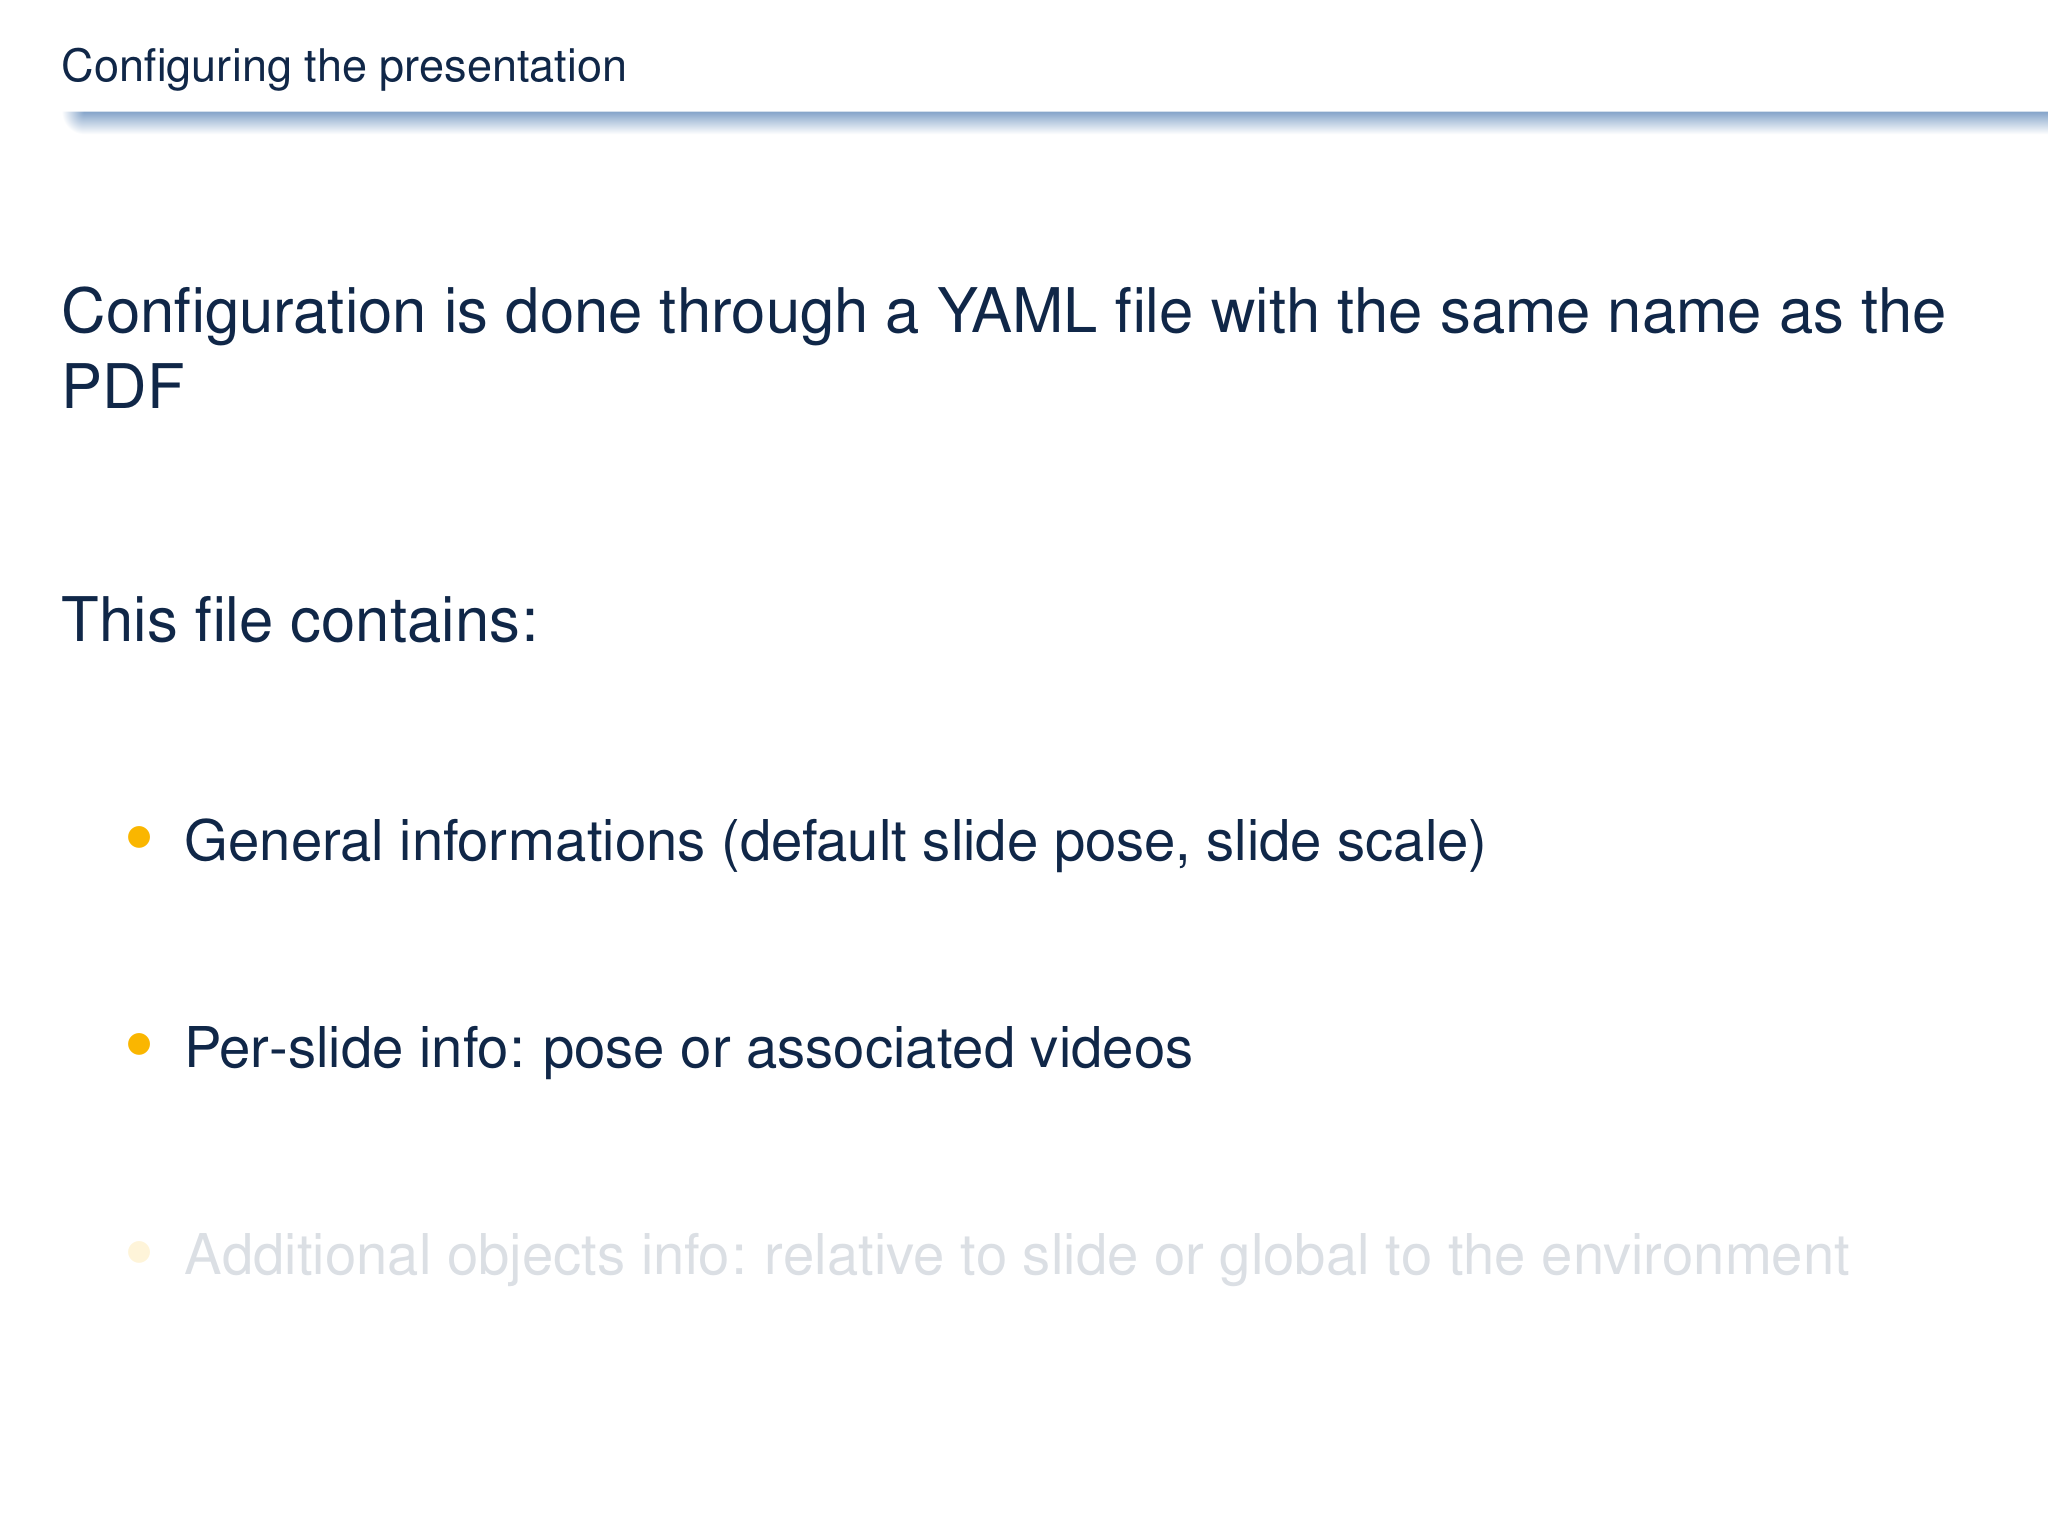 Configuring the presentation
Configuration is done through a YAML file with the same name as the
PDF
This file contains:
General informations (default slide pose, slide scale)
Per-slide info: pose or associated videos
Additional objects info: relative to slide or global to the environment